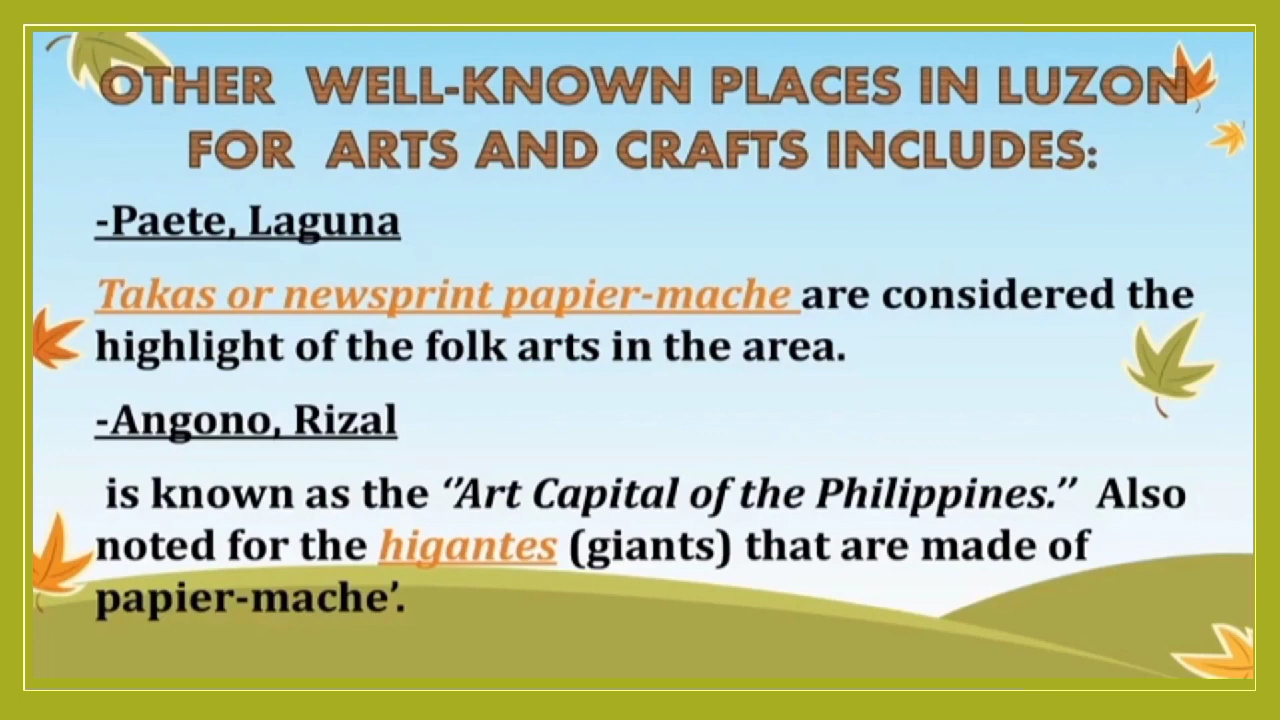 OTHER WELL-KNOWN PLACES IN LUZON
FOR ARTS AND CRAFTS INCLUDES:
-Paete, Laguna
Takas or newsprint papier-mache are considered the
highlight of the folk arts in the area.
-Angono, Rizal
is known as the ‘’Art Capital of the Philippines.’’ Also
noted for the higantes (giants) that are made of
papier-mache’.